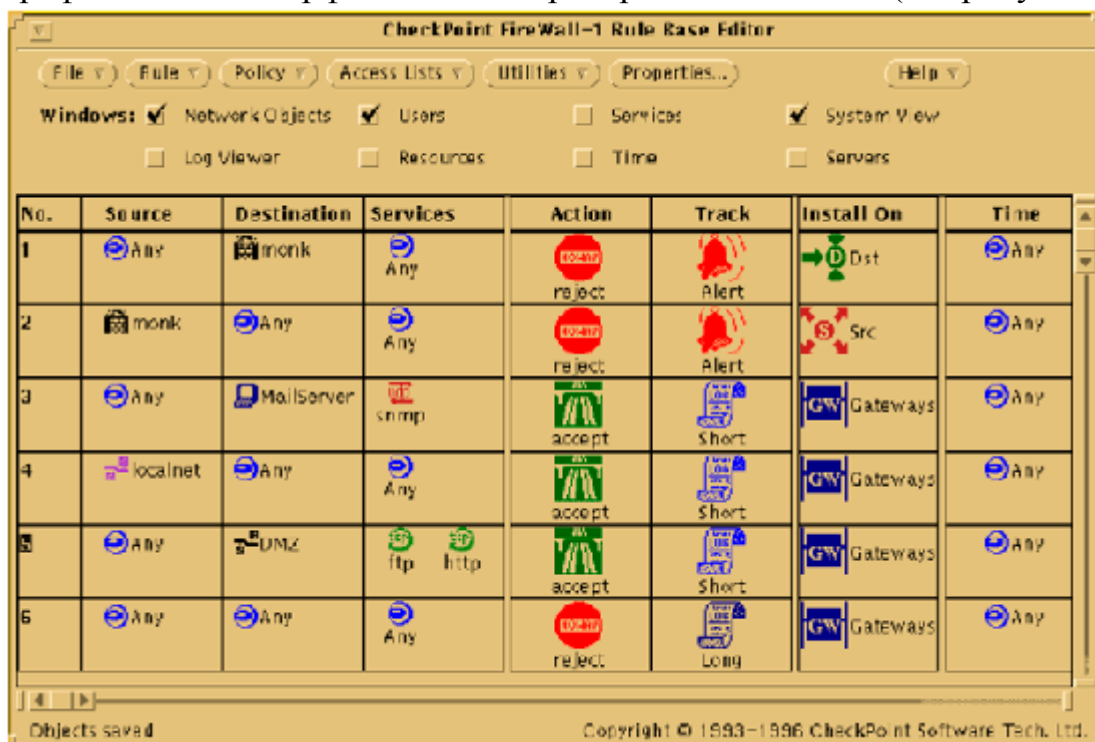 CheckPoint FireWall-1 Rule Base Editor
File Rule Policy Access Lists Utilities Properties... Help
Windows: Network Objects Users Services System View
Log Viewer Resources Time Servers
No. Source Destination Services Action Track Install On Time
1 Any monk Any reject Alert Dst Any
2 monk Any Any reject Alert Src Any
3 Any MailServer snmp accept Short GW Gateways Any
4 localnet Any Any accept Short GW Gateways Any
5 Any DMZ ftp http accept Short GW Gateways Any
6 Any Any Any reject Long GW Gateways Any
Objects saved Copyright © 1993-1996 CheckPoint Software Tech. Ltd.